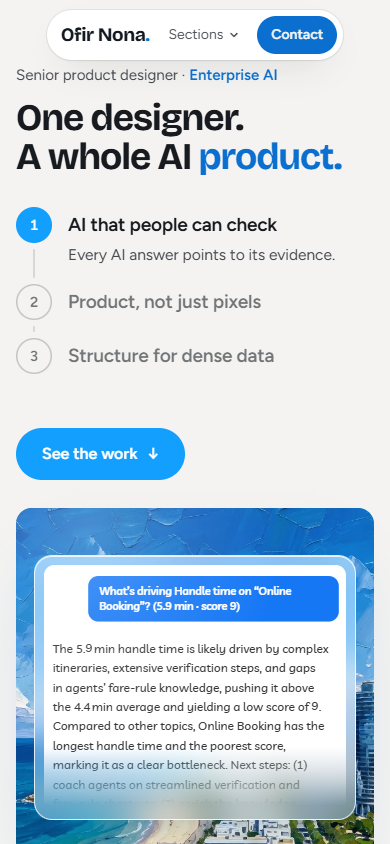 Ofir Nona.
Sections
Contact
Senior product designer · Enterprise AI
One designer.
A whole AI product.
1
AI that people can check
Every AI answer points to its evidence.
2
Product, not just pixels
3
Structure for dense data
See the work ↓
What's driving Handle time on "Online
Booking"? (5.9 min · score 9)
The 5.9 min handle time is likely driven by complex
itineraries, extensive verification steps, and gaps
in agents' fare-rule knowledge, pushing it above
the 4.4 min average and yielding a low score of 9.
Compared to other topics, Online Booking has the
longest handle time and the poorest score,
marking it as a clear bottleneck. Next steps: (1)
coach agents on streamlined verification and